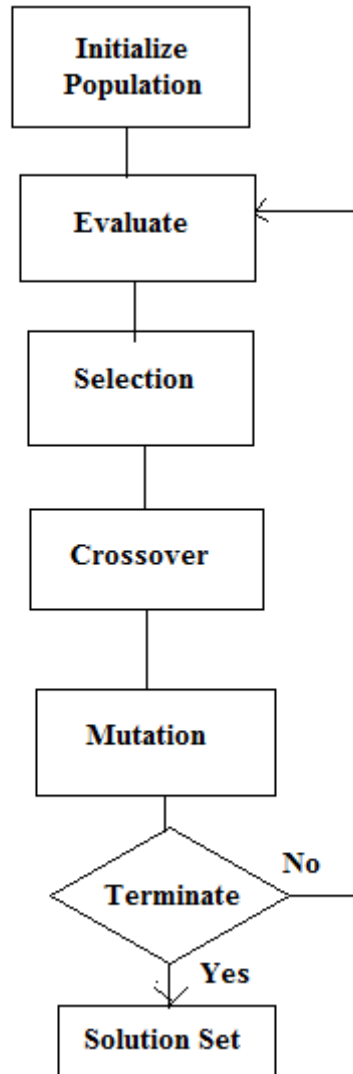 Initialize
Population
Evaluate
Selection
Crossover
Mutation
Terminate
No
Yes
Solution Set